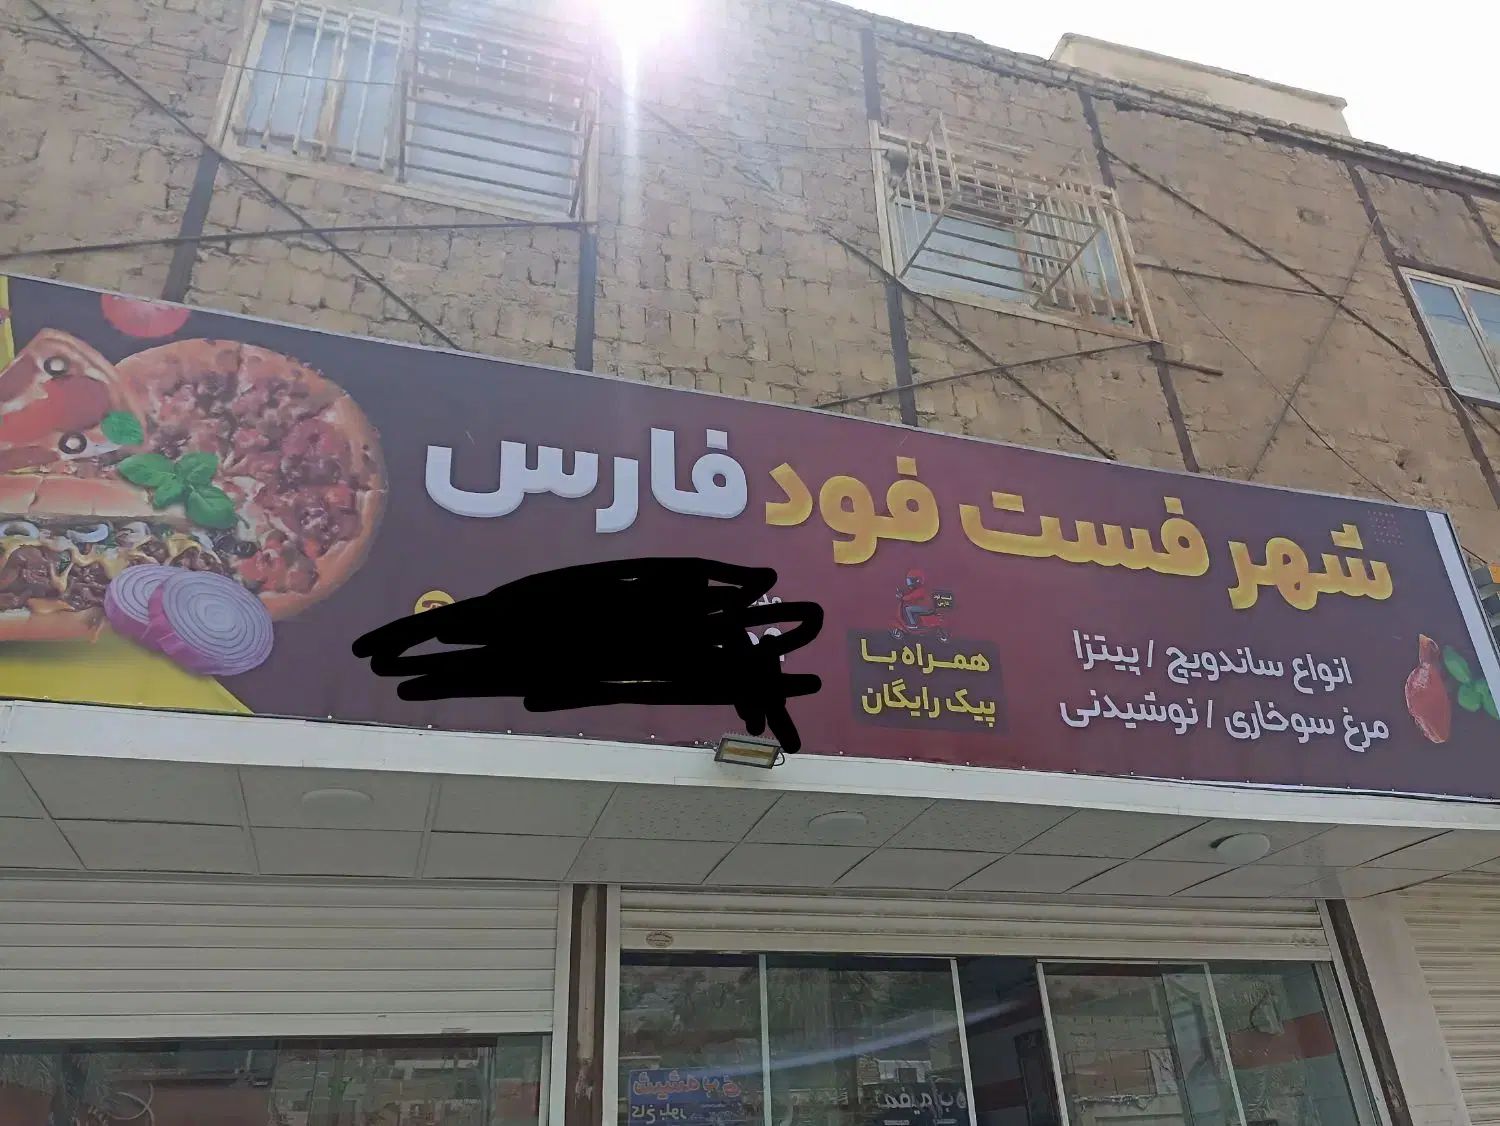 شهر فست فود فارس
انواع ساندویچ / پیتزا
مرغ سوخاری / نوشیدنی
همراه با
پیک رایگان